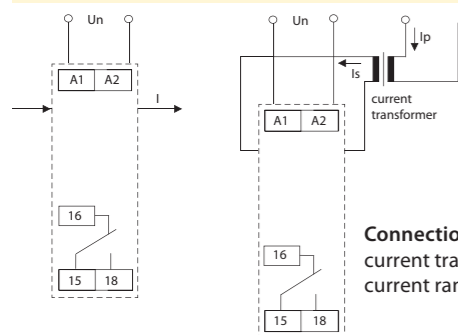 Un
A1 A2
I
16
15 18
Un
Ip
Is
current
transformer
A1 A2
16
15 18
Connectio
current tra
current ran